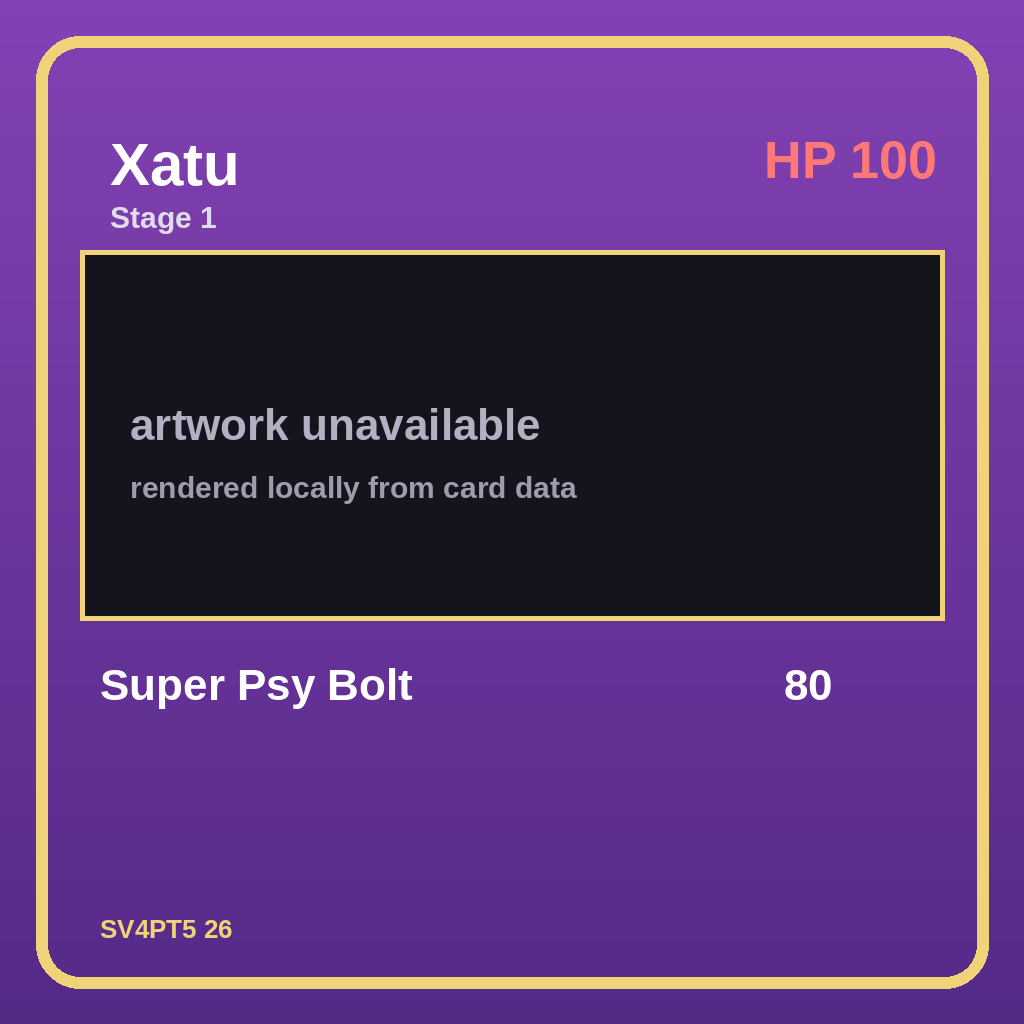 Xatu
HP 100
Stage 1
artwork unavailable
rendered locally from card data
Super Psy Bolt
80
SV4PT5 26